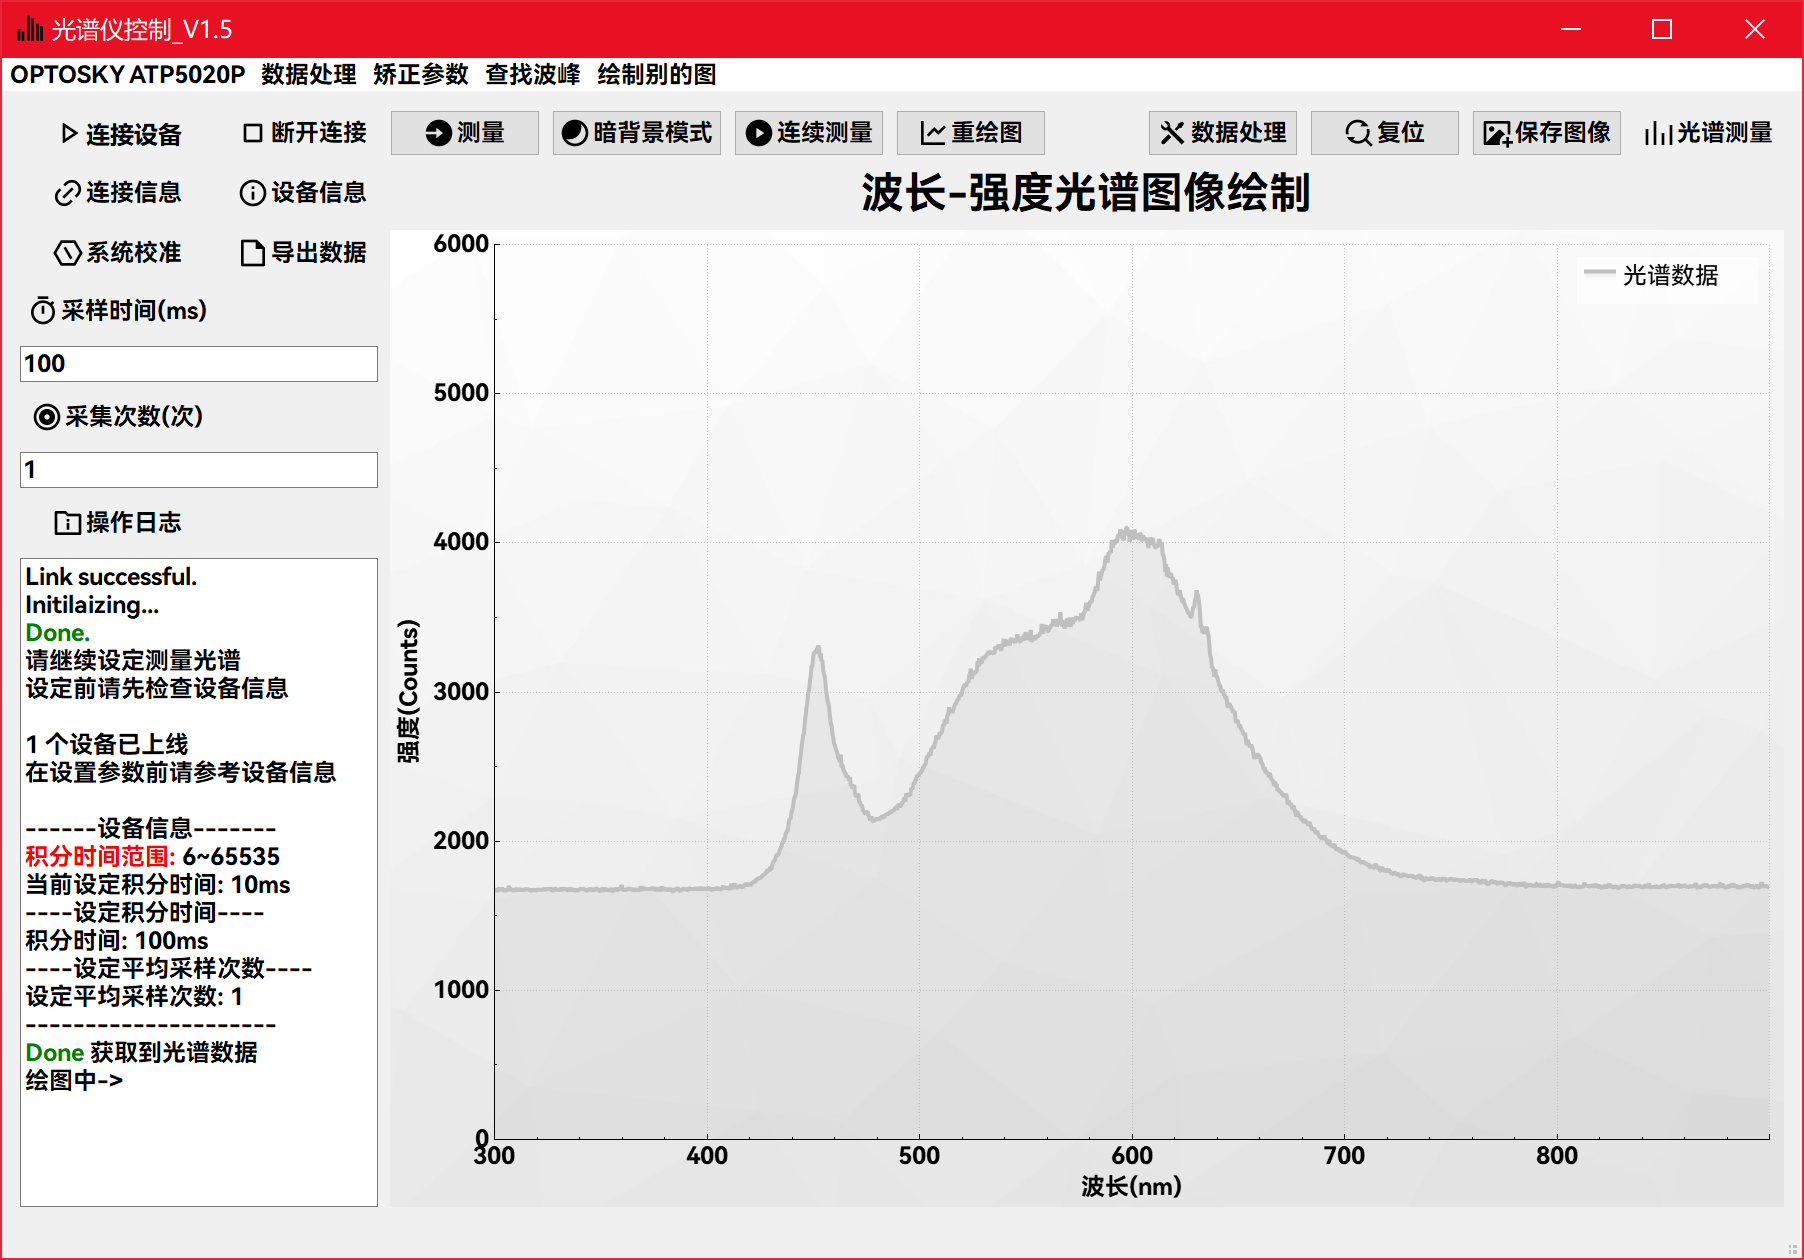 光谱仪控制_V1.5
OPTOSKY ATP5020P 数据处理 矫正参数 查找波峰 绘制别的图
连接设备 断开连接 测量 暗背景模式 连续测量 重绘图 数据处理 复位 保存图像 光谱测量
连接信息 设备信息
系统校准 导出数据
采样时间(ms)
100
采集次数(次)
1
操作日志
Link successful.
Initilaizing...
Done.
请继续设定测量光谱
设定前请先检查设备信息
1 个设备已上线
在设置参数前请参考设备信息
------设备信息-------
积分时间范围: 6~65535
当前设定积分时间: 10ms
----设定积分时间----
积分时间: 100ms
----设定平均采样次数----
设定平均采样次数: 1
---------------------
Done 获取到光谱数据
绘图中->
波长-强度光谱图像绘制
光谱数据
6000
5000
4000
3000
2000
1000
0
强度(Counts)
300 400 500 600 700 800
波长(nm)